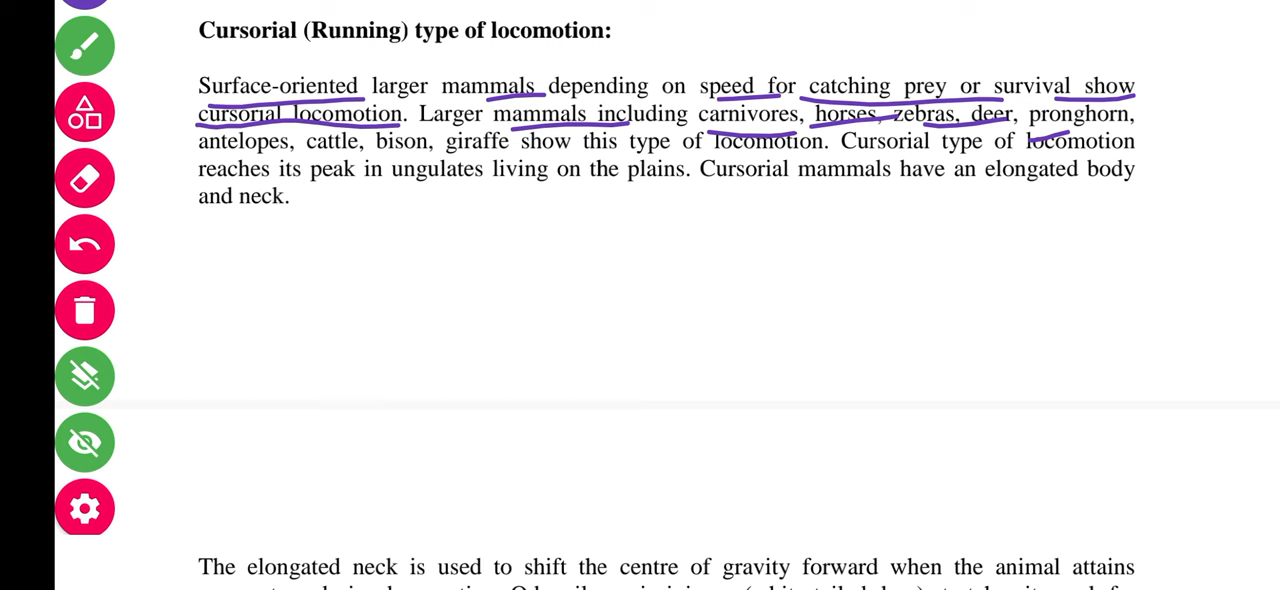 Cursorial (Running) type of locomotion:
Surface-oriented larger mammals depending on speed for catching prey or survival show
cursorial locomotion. Larger mammals including carnivores, horses, zebras, deer, pronghorn,
antelopes, cattle, bison, giraffe show this type of locomotion. Cursorial type of locomotion
reaches its peak in ungulates living on the plains. Cursorial mammals have an elongated body
and neck.
The elongated neck is used to shift the centre of gravity forward when the animal attains